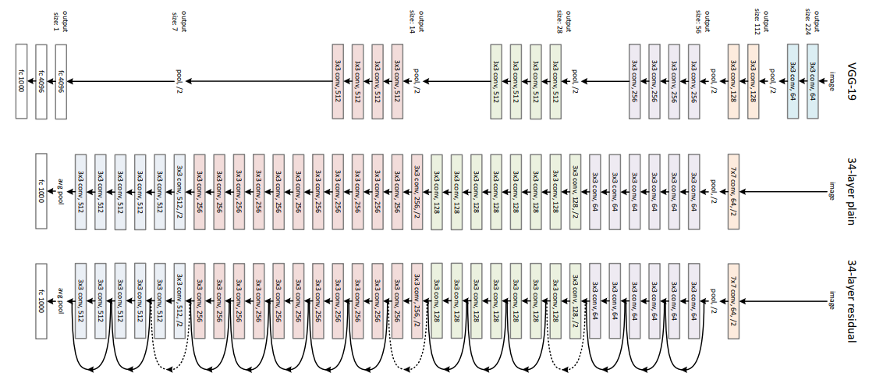 VGG-19
image
output
size: 224
3x3 conv, 64
3x3 conv, 64
pool, /2
output
size: 112
3x3 conv, 128
3x3 conv, 128
pool, /2
output
size: 56
3x3 conv, 256
3x3 conv, 256
3x3 conv, 256
3x3 conv, 256
pool, /2
output
size: 28
3x3 conv, 512
3x3 conv, 512
3x3 conv, 512
3x3 conv, 512
pool, /2
output
size: 14
3x3 conv, 512
3x3 conv, 512
3x3 conv, 512
3x3 conv, 512
pool, /2
output
size: 7
output
size: 1
fc 4096
fc 4096
fc 1000
34-layer plain
image
7x7 conv, 64, /2
pool, /2
3x3 conv, 64
3x3 conv, 64
3x3 conv, 64
3x3 conv, 64
3x3 conv, 64
3x3 conv, 64
3x3 conv, 128, /2
3x3 conv, 128
3x3 conv, 128
3x3 conv, 128
3x3 conv, 128
3x3 conv, 128
3x3 conv, 128
3x3 conv, 128
3x3 conv, 256, /2
3x3 conv, 256
3x3 conv, 256
3x3 conv, 256
3x3 conv, 256
3x3 conv, 256
3x3 conv, 256
3x3 conv, 256
3x3 conv, 256
3x3 conv, 256
3x3 conv, 256
3x3 conv, 256
3x3 conv, 512, /2
3x3 conv, 512
3x3 conv, 512
3x3 conv, 512
3x3 conv, 512
3x3 conv, 512
avg pool
fc 1000
34-layer residual
image
7x7 conv, 64, /2
pool, /2
3x3 conv, 64
3x3 conv, 64
3x3 conv, 64
3x3 conv, 64
3x3 conv, 64
3x3 conv, 64
3x3 conv, 128, /2
3x3 conv, 128
3x3 conv, 128
3x3 conv, 128
3x3 conv, 128
3x3 conv, 128
3x3 conv, 128
3x3 conv, 128
3x3 conv, 256, /2
3x3 conv, 256
3x3 conv, 256
3x3 conv, 256
3x3 conv, 256
3x3 conv, 256
3x3 conv, 256
3x3 conv, 256
3x3 conv, 256
3x3 conv, 256
3x3 conv, 256
3x3 conv, 256
3x3 conv, 512, /2
3x3 conv, 512
3x3 conv, 512
3x3 conv, 512
3x3 conv, 512
3x3 conv, 512
avg pool
fc 1000